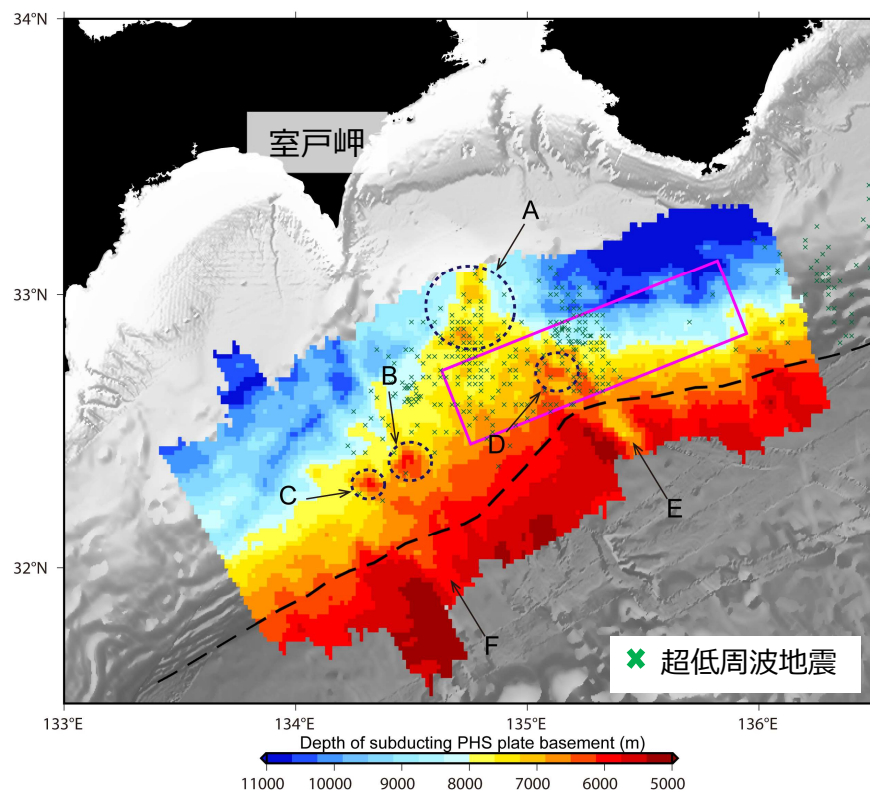 34°N
室戸岬
A
33°N
B
D
C
E
32°N
F
超低周波地震
133°E
134°E
135°E
136°E
Depth of subducting PHS plate basement (m)
11000
10000
9000
8000
7000
6000
5000